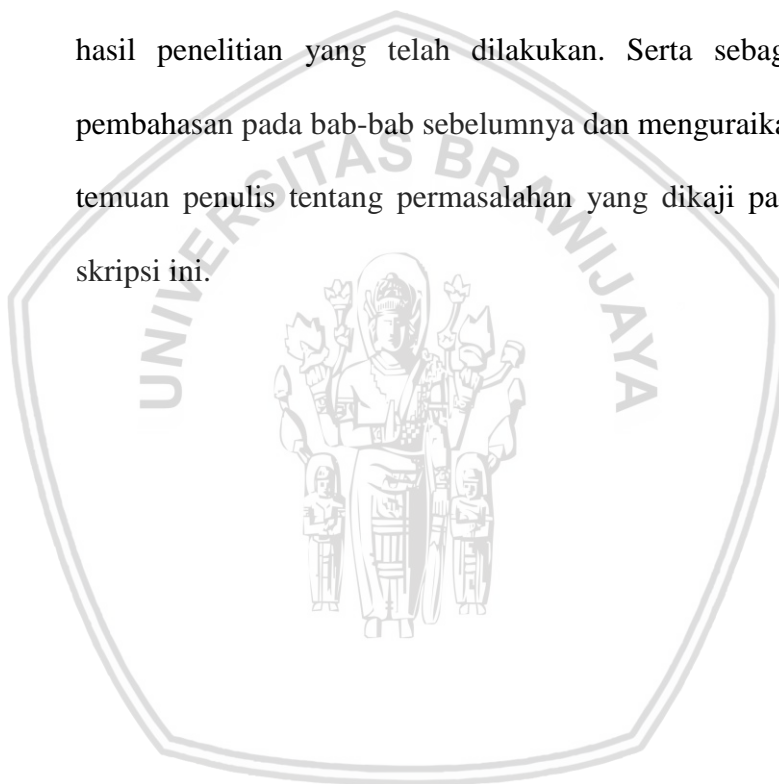 hasil penelitian yang telah dilakukan. Serta sebag
pembahasan pada bab-bab sebelumnya dan menguraika
temuan penulis tentang permasalahan yang dikaji pa
skripsi ini.
UNIVERSITAS BRAWIJAYA